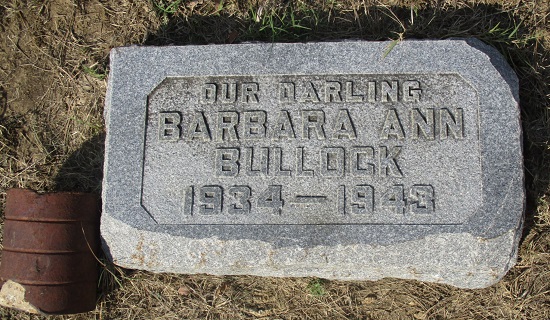 OUR DARLING
BARBARA ANN
BULLOCK
1934 — 1943